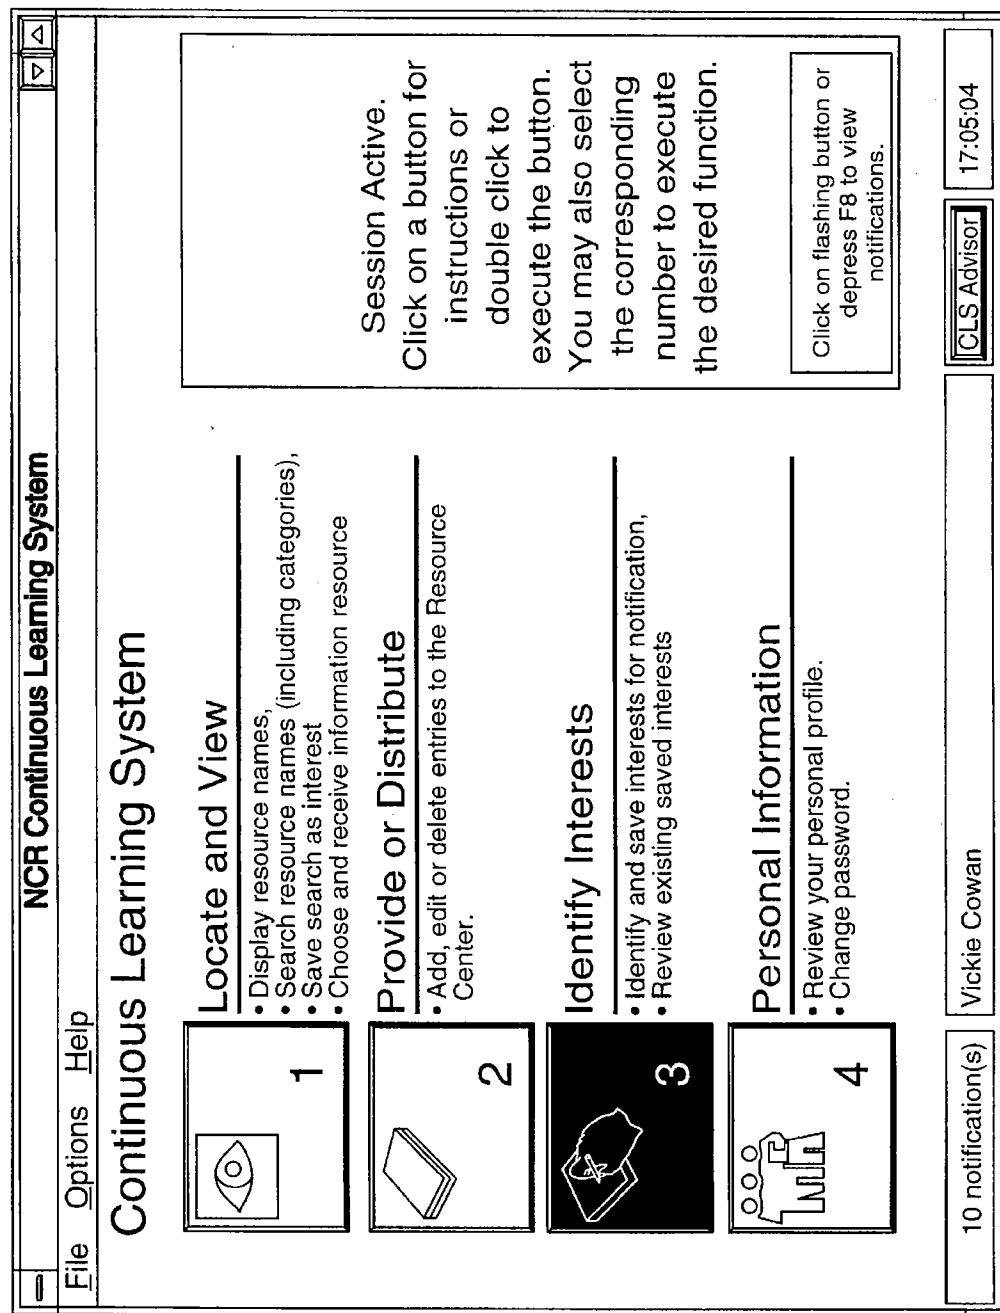 NCR Continuous Learning System
File Options Help
Continuous Learning System
1
Locate and View
• Display resource names,
• Search resource names (including categories),
• Save search as interest
• Choose and receive information resource
2
Provide or Distribute
• Add, edit or delete entries to the Resource
Center.
3
Identify Interests
• Identify and save interests for notification,
• Review existing saved interests
4
Personal Information
• Review your personal profile.
• Change password.
Session Active.
Click on a button for
instructions or
double click to
execute the button.
You may also select
the corresponding
number to execute
the desired function.
Click on flashing button or
depress F8 to view
notifications.
10 notification(s)
Vickie Cowan
CLS Advisor
17:05:04